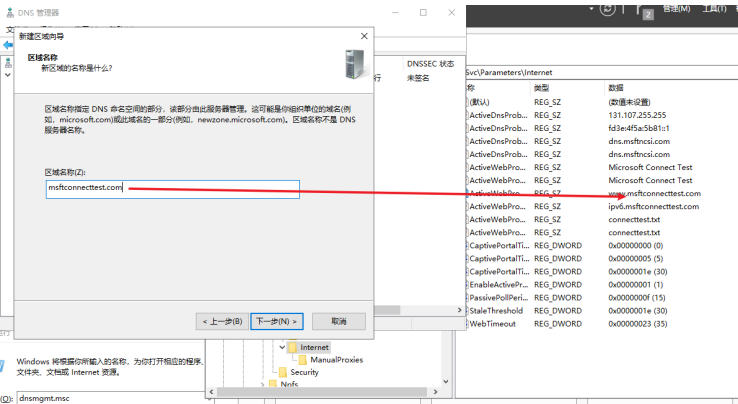 DNS 管理器
管理(M)
工具(T)
2
新建区域向导
区域名称
新区域的名称是什么?
DNSSEC 状态
行
未签名
区域名称指定 DNS 命名空间的部分，该部分由此服务器管理。这可能是你组织单位的域名(例
如，microsoft.com)或此域名的一部分(例如，newzone.microsoft.com)。区域名称不是 DNS
服务器名称。
区域名称(Z):
msftconnecttest.com
< 上一步(B)
下一步(N) >
取消
Svc\Parameters\Internet
称 类型 数据
(默认) REG_SZ (数值未设置)
ActiveDnsProb... REG_SZ 131.107.255.255
ActiveDnsProb... REG_SZ fd3e:4f5a:5b81::1
ActiveDnsProb... REG_SZ dns.msftncsi.com
ActiveDnsProb... REG_SZ dns.msftncsi.com
ActiveWebPro... REG_SZ Microsoft Connect Test
ActiveWebPro... REG_SZ Microsoft Connect Test
ActiveWebPro... REG_SZ www.msftconnecttest.com
ActiveWebPro... REG_SZ ipv6.msftconnecttest.com
ActiveWebPro... REG_SZ connecttest.txt
ActiveWebPro... REG_SZ connecttest.txt
CaptivePortalTi... REG_DWORD 0x00000000 (0)
CaptivePortalTi... REG_DWORD 0x00000005 (5)
CaptivePortalTi... REG_DWORD 0x0000001e (30)
EnableActivePr... REG_DWORD 0x00000001 (1)
PassivePollPeri... REG_DWORD 0x0000000f (15)
StaleThreshold REG_DWORD 0x0000001e (30)
WebTimeout REG_DWORD 0x00000023 (35)
Internet
ManualProxies
Security
Nnfs
Windows 将根据你所输入的名称，为你打开相应的程序、
文件夹、文档或 Internet 资源。
(O): dnsmgmt.msc